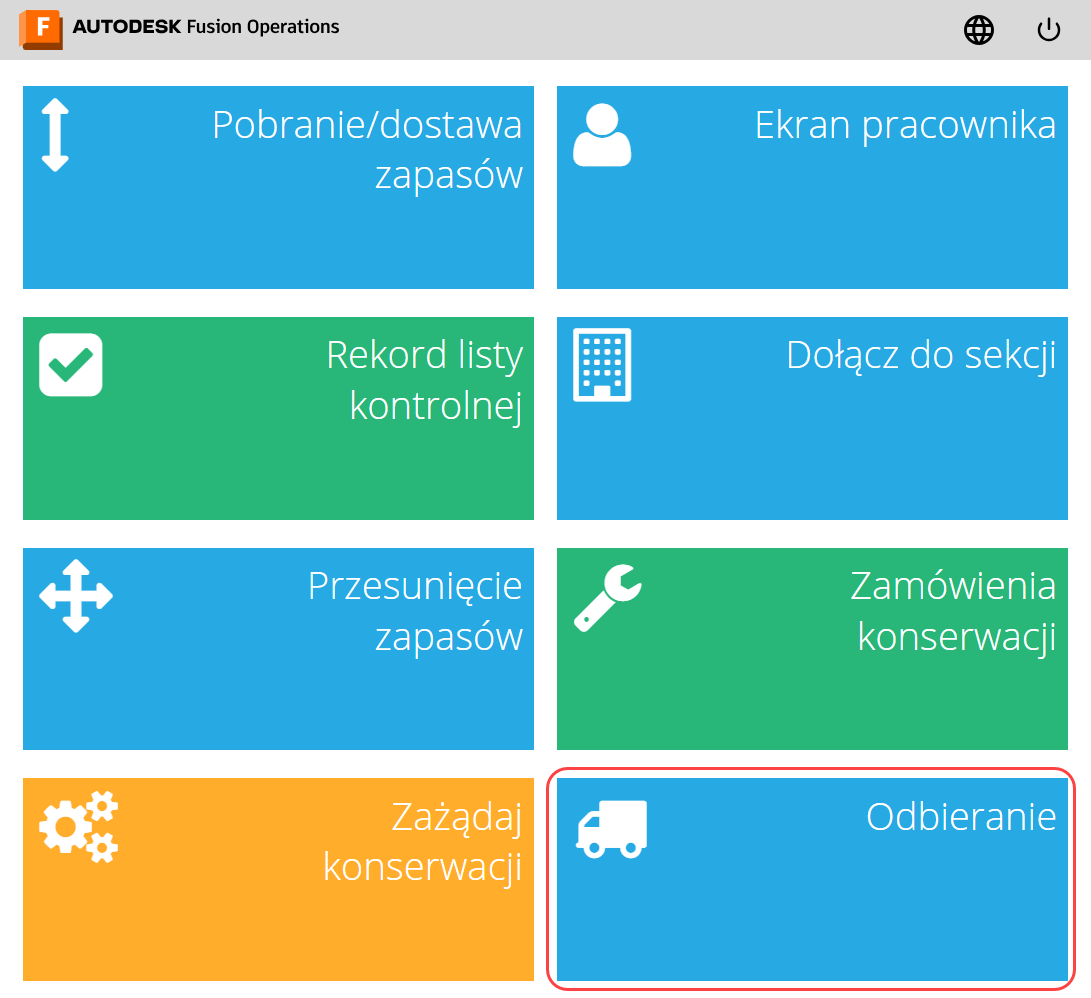 F AUTODESK Fusion Operations
Pobranie/dostawa
zapasów
Ekran pracownika
Rekord listy
kontrolnej
Dołącz do sekcji
Przesunięcie
zapasów
Zamówienia
konserwacji
Zażądaj
konserwacji
Odbieranie